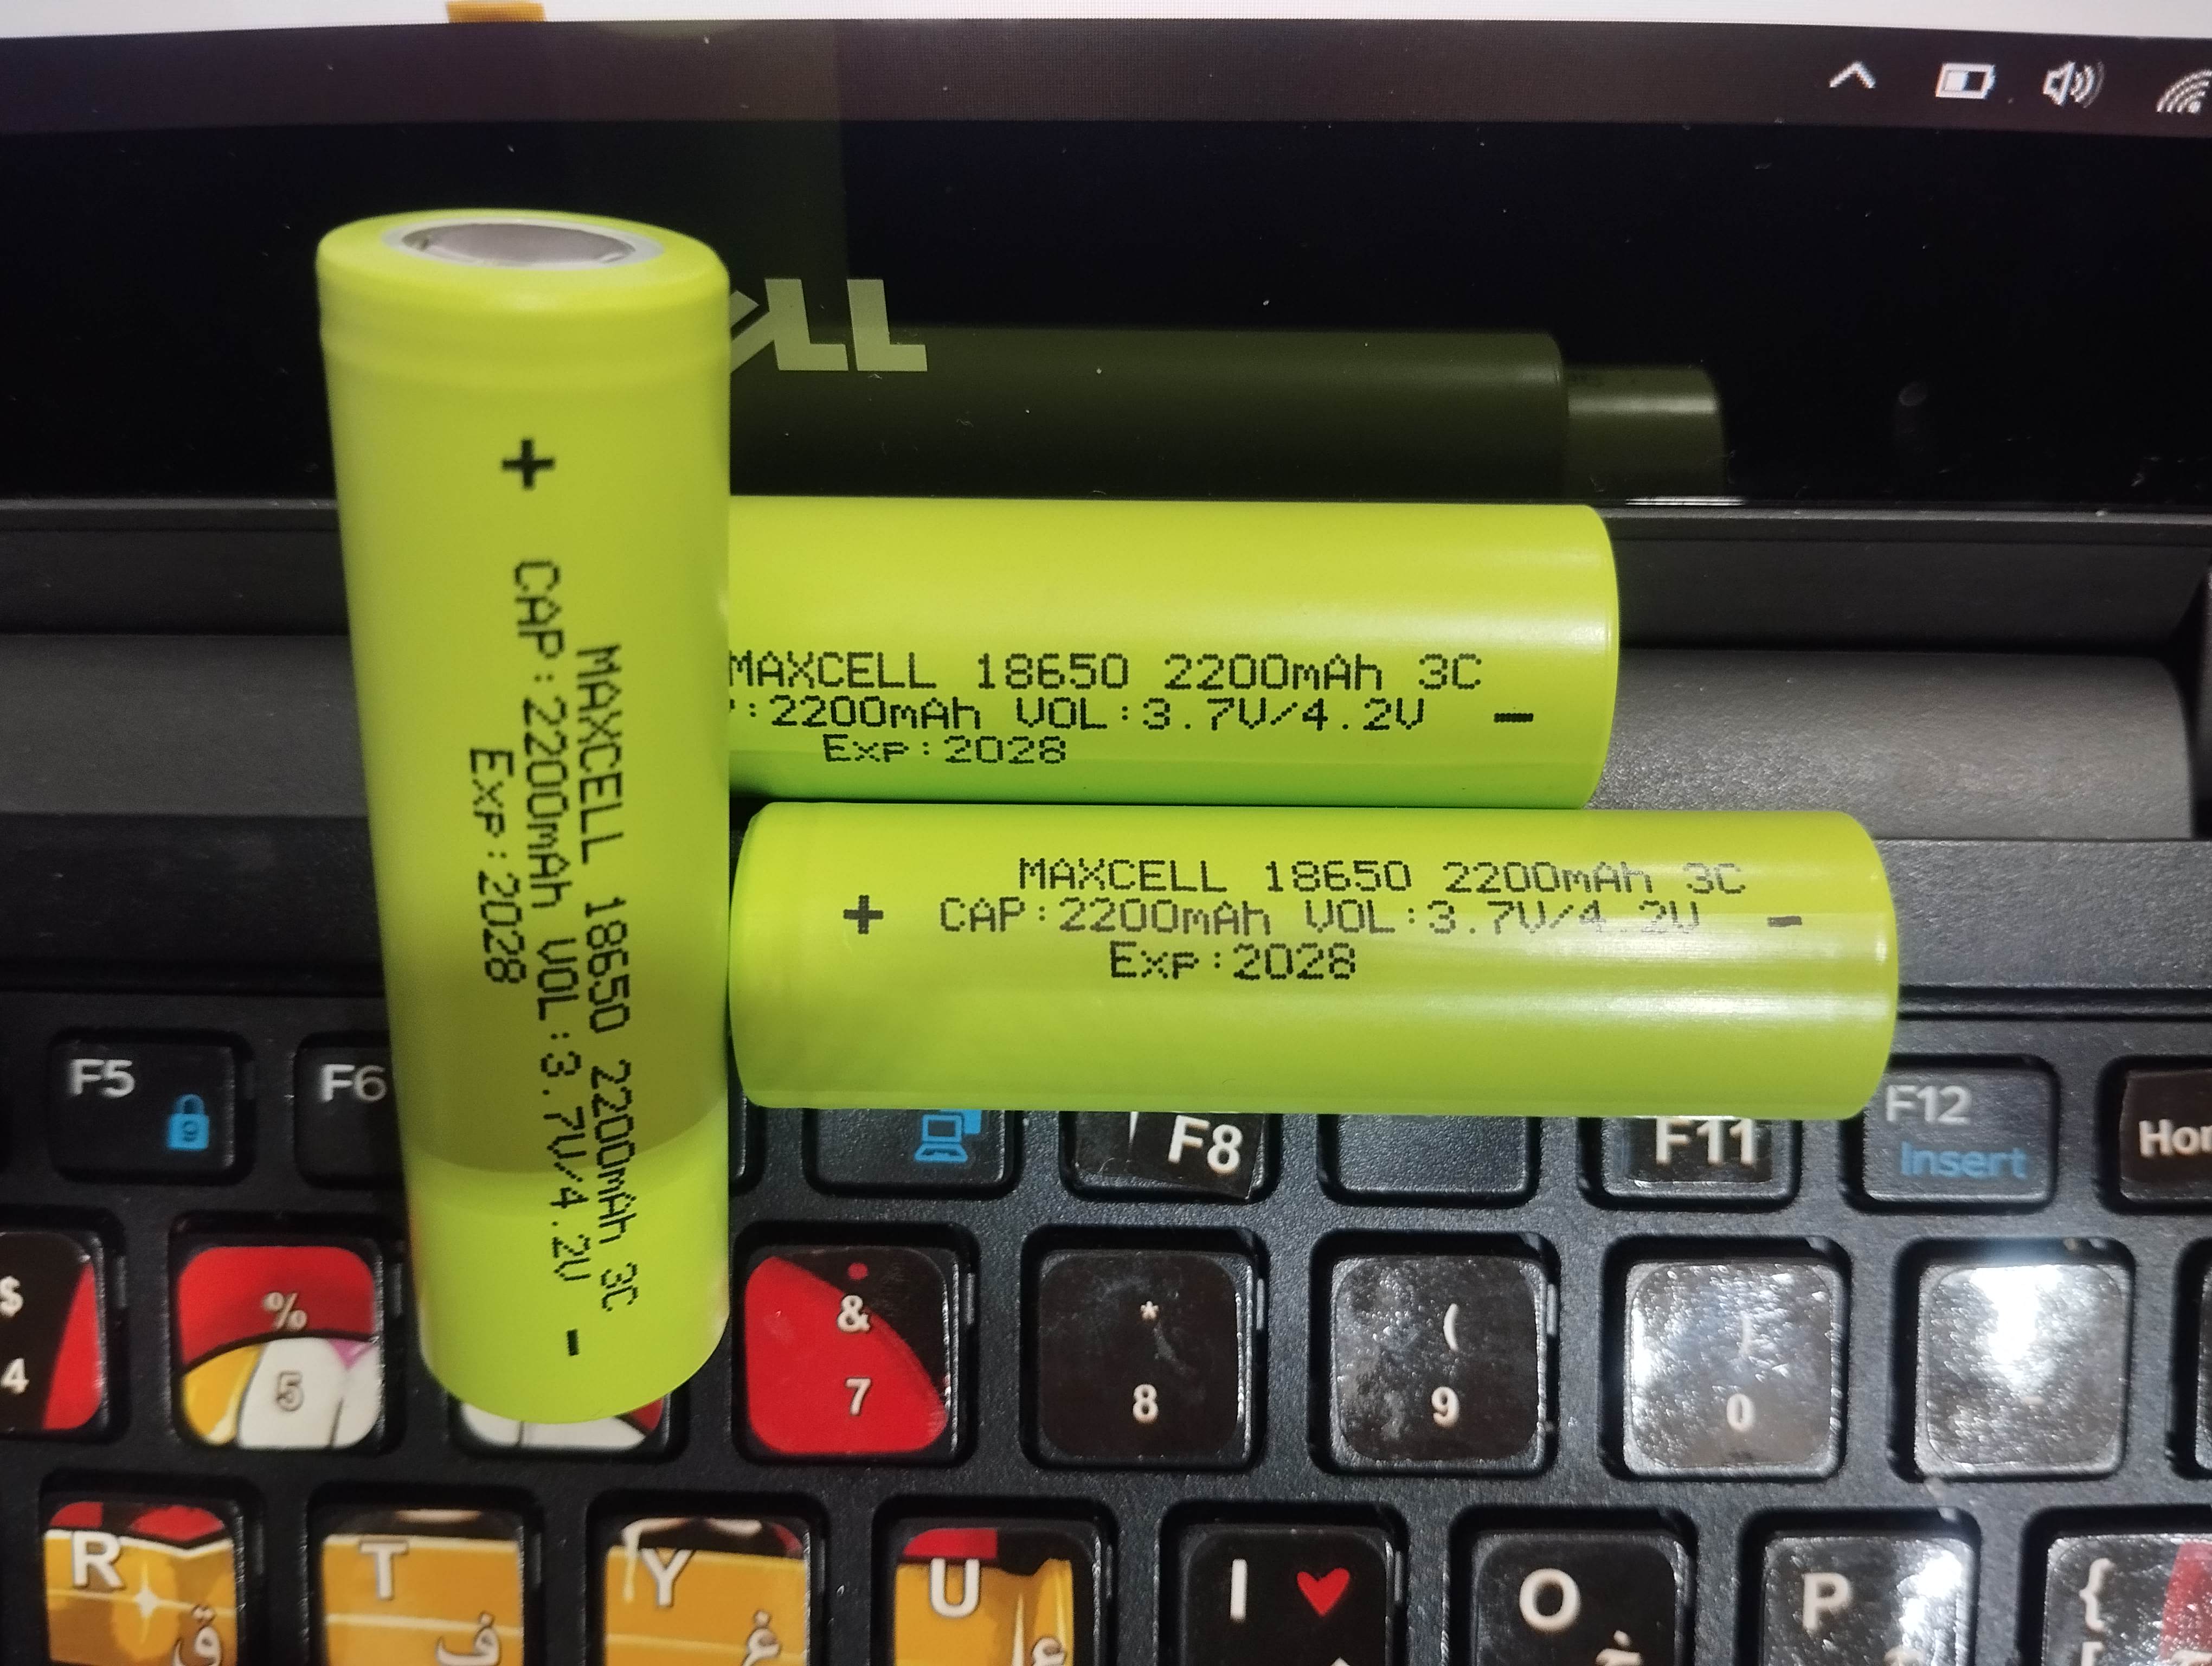 DELL
+
CAP:2200mAh VOL:3.7V/4.2V
MAXCELL 18650 2200mAh 3C
Exp:2028
-
MAXCELL 18650 2200mAh 3C
:2200mAh VOL:3.7V/4.2V -
Exp:2028
MAXCELL 18650 2200mAh 3C
+ CAP:2200mAh VOL:3.7V/4.2V -
Exp:2028
F5 F6 F8 F11 F12
Insert
$ % & * ( )
4 5 7 8 9 0
R T Y U I ♥ O P {
ق ف غ ع